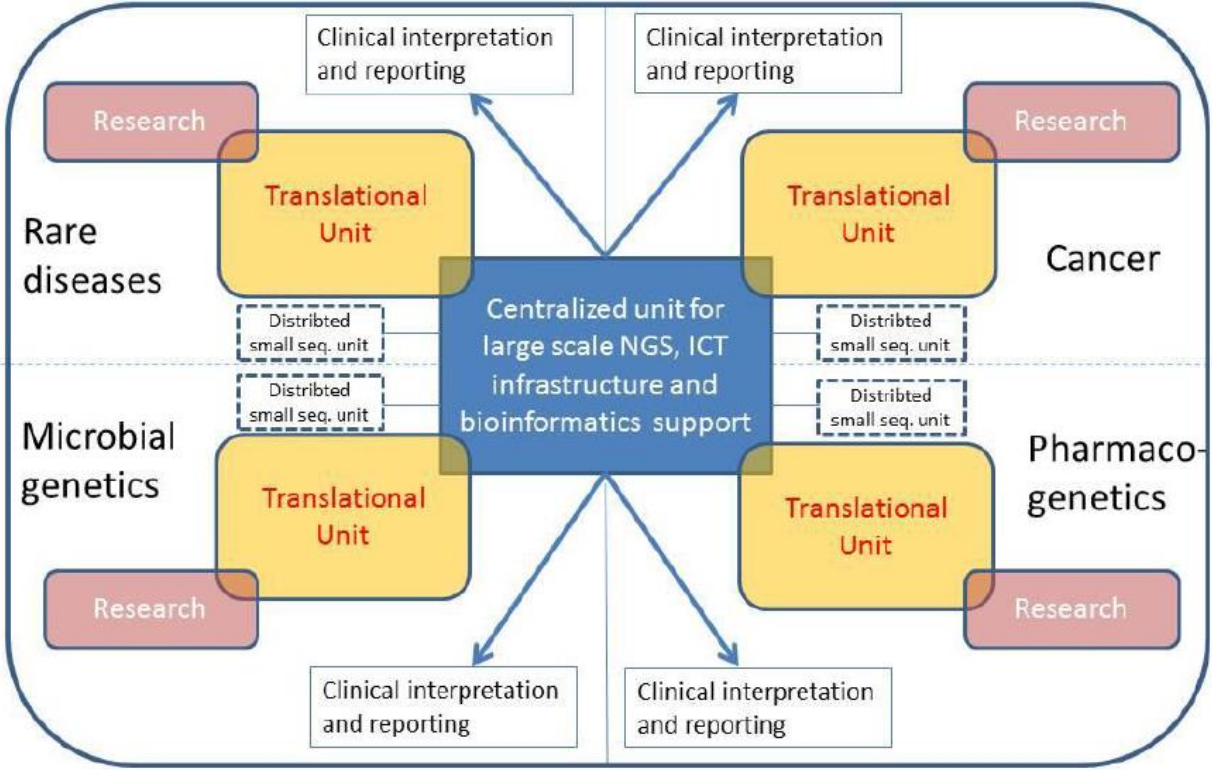 Clinical interpretation
and reporting
Clinical interpretation
and reporting
Research
Research
Translational
Unit
Translational
Unit
Rare
diseases
Cancer
Centralized unit for
large scale NGS, ICT
infrastructure and
bioinformatics support
Distribted
small seq. unit
Distribted
small seq. unit
Distribted
small seq. unit
Distribted
small seq. unit
Microbial
genetics
Pharmaco-
genetics
Translational
Unit
Translational
Unit
Research
Research
Clinical interpretation
and reporting
Clinical interpretation
and reporting